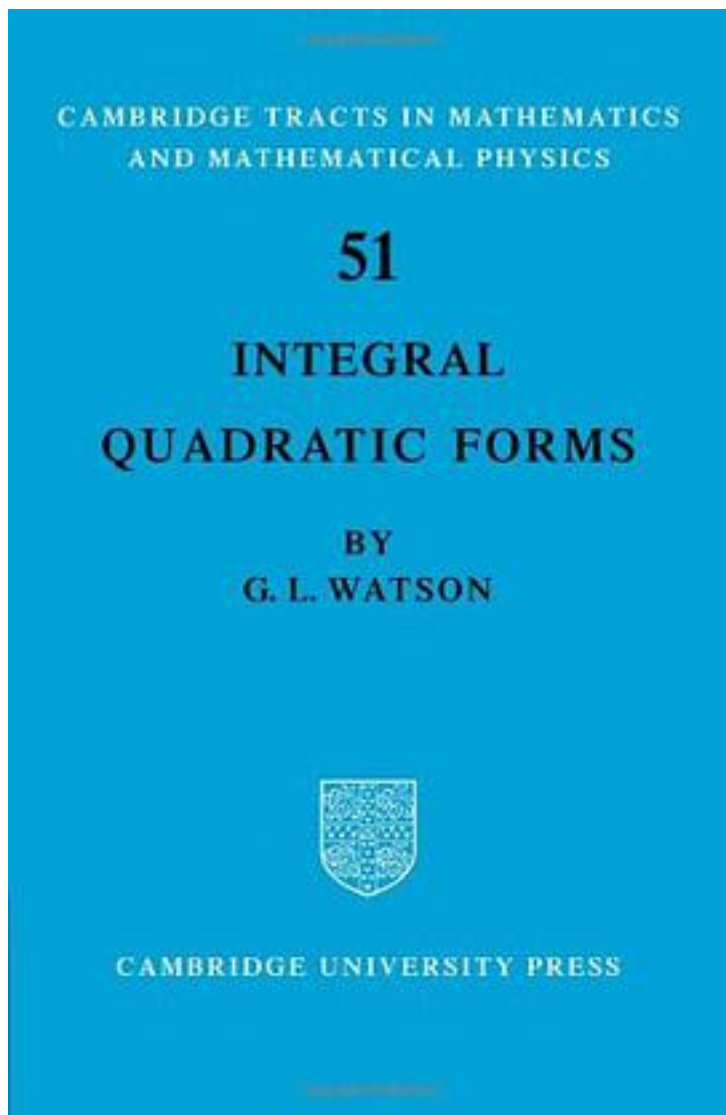 CAMBRIDGE TRACTS IN MATHEMATICS
AND MATHEMATICAL PHYSICS
51
INTEGRAL
QUADRATIC FORMS
BY
G. L. WATSON
CAMBRIDGE UNIVERSITY PRESS